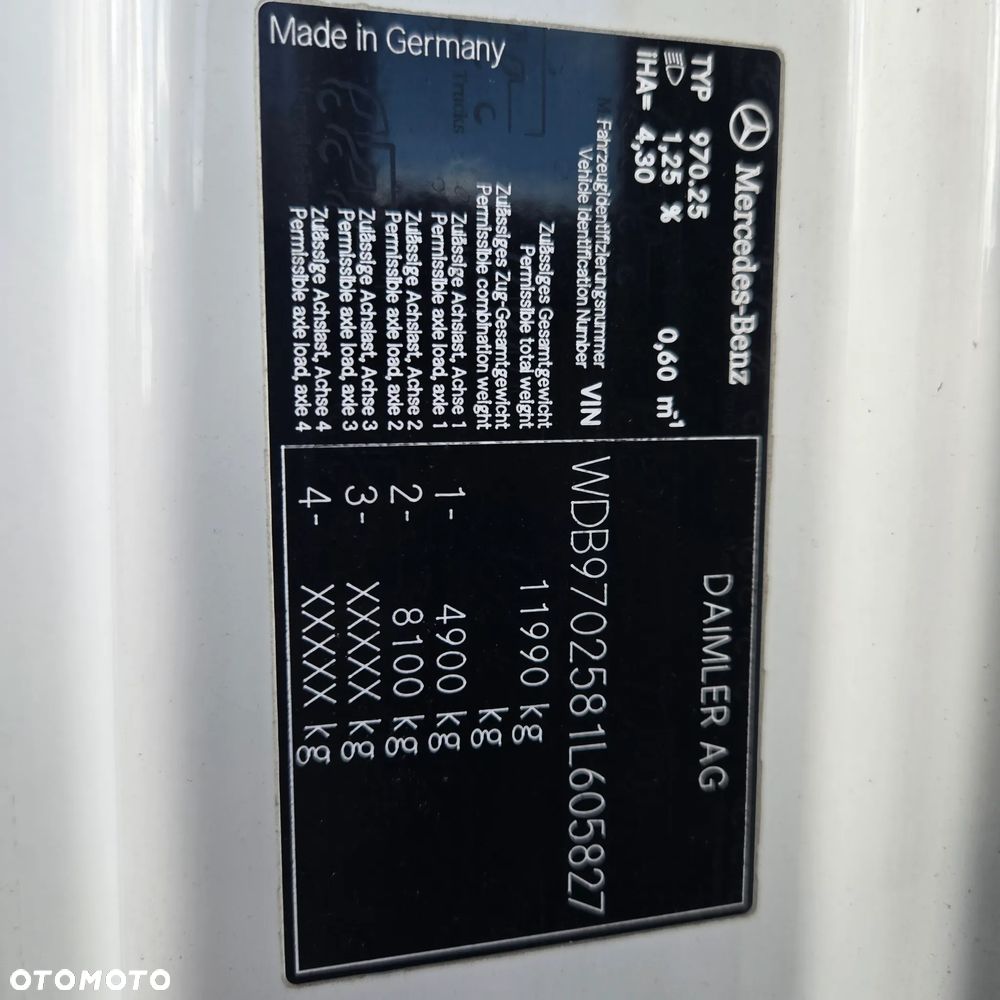 Mercedes-Benz
DAIMLER AG
TYP 970.25
1,25 % 0,60 m⁻¹
iHA= 4,30
Fahrzeugidentifizierungsnummer
Vehicle Identification Number VIN WDB9702581L605827
Zulässiges Gesamtgewicht
Permissible total weight 11990 kg
Zulässiges Zug-Gesamtgewicht
Permissible combination weight kg
Zulässige Achslast, Achse 1
Permissible axle load, axle 1 1- 4900 kg
Zulässige Achslast, Achse 2
Permissible axle load, axle 2 2- 8100 kg
Zulässige Achslast, Achse 3
Permissible axle load, axle 3 3- XXXXX kg
Zulässige Achslast, Achse 4
Permissible axle load, axle 4 4- XXXXX kg
Made in Germany
Trucks
OTOMOTO